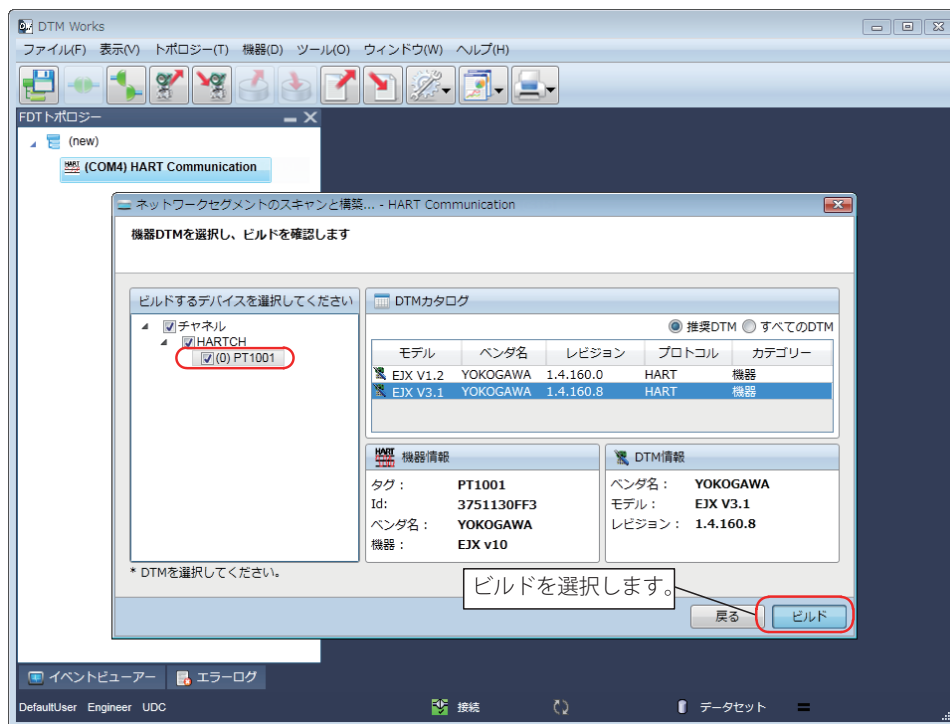 DTM Works
ファイル(F) 表示(V) トポロジー(T) 機器(D) ツール(O) ウィンドウ(W) ヘルプ(H)
FDTトポロジー
(new)
HART (COM4) HART Communication
ネットワークセグメントのスキャンと構築... - HART Communication
機器DTMを選択し、ビルドを確認します
ビルドするデバイスを選択してください
チャネル
HARTCH
(0) PT1001
DTMカタログ
推奨DTM すべてのDTM
モデル ベンダ名 レビジョン プロトコル カテゴリー
EJX V1.2 YOKOGAWA 1.4.160.0 HART 機器
EJX V3.1 YOKOGAWA 1.4.160.8 HART 機器
HART 機器情報
タグ： PT1001
Id: 3751130FF3
ベンダ名： YOKOGAWA
機器： EJX v10
DTM情報
ベンダ名： YOKOGAWA
モデル： EJX V3.1
レビジョン： 1.4.160.8
* DTMを選択してください。
ビルドを選択します。
戻る ビルド
イベントビューアー エラーログ
DefaultUser Engineer UDC 接続 データセット